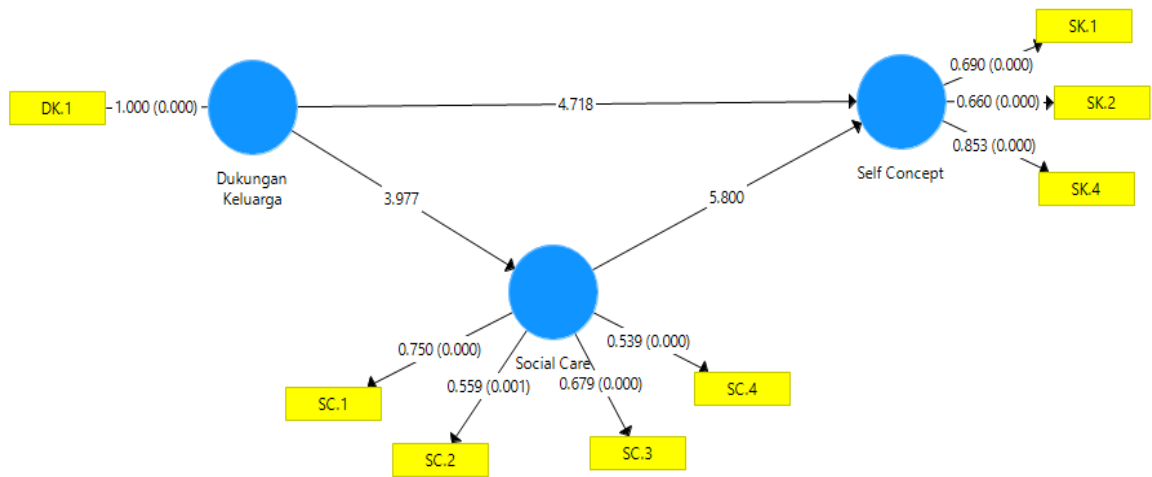 SK.1
0.690 (0.000)
DK.1
1.000 (0.000)
4.718
0.660 (0.000)
SK.2
0.853 (0.000)
Dukungan
Keluarga
Self Concept
SK.4
3.977
5.800
0.750 (0.000)
Social Care
0.539 (0.000)
0.559 (0.001)
0.679 (0.000)
SC.4
SC.1
SC.2
SC.3